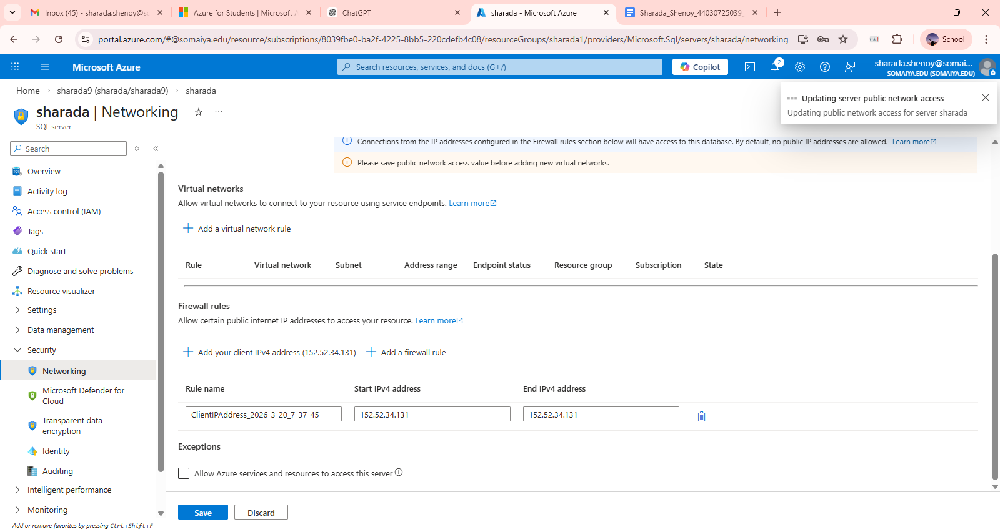 Inbox (45) - sharada.shenoy@so
Azure for Students | Microsoft A
ChatGPT
sharada - Microsoft Azure
Sharada_Shenoy_44030725039_
portal.azure.com/#@somaiya.edu/resource/subscriptions/8039fbe0-ba2f-4225-8bb5-220cdefb4c08/resourceGroups/sharada1/providers/Microsoft.Sql/servers/sharada/networking
School
Microsoft Azure
Search resources, services, and docs (G+/)
Copilot
2
sharada.shenoy@somai...
SOMAIYA.EDU (SOMAIYA.EDU)
Home > sharada9 (sharada/sharada9) > sharada
Updating server public network access
Updating public network access for server sharada
sharada | Networking
SQL server
Search
Overview
Activity log
Access control (IAM)
Tags
Quick start
Diagnose and solve problems
Resource visualizer
Settings
Data management
Security
Networking
Microsoft Defender for
Cloud
Transparent data
encryption
Identity
Auditing
Intelligent performance
Monitoring
Add or remove favorites by pressing Ctrl+Shift+F
Connections from the IP addresses configured in the Firewall rules section below will have access to this database. By default, no public IP addresses are allowed. Learn more
Please save public network access value before adding new virtual networks.
Virtual networks
Allow virtual networks to connect to your resource using service endpoints. Learn more
Add a virtual network rule
Rule Virtual network Subnet Address range Endpoint status Resource group Subscription State
Firewall rules
Allow certain public internet IP addresses to access your resource. Learn more
Add your client IPv4 address (152.52.34.131) Add a firewall rule
Rule name Start IPv4 address End IPv4 address
ClientIPAddress_2026-3-20_7-37-45 152.52.34.131 152.52.34.131
Exceptions
Allow Azure services and resources to access this server
Save Discard